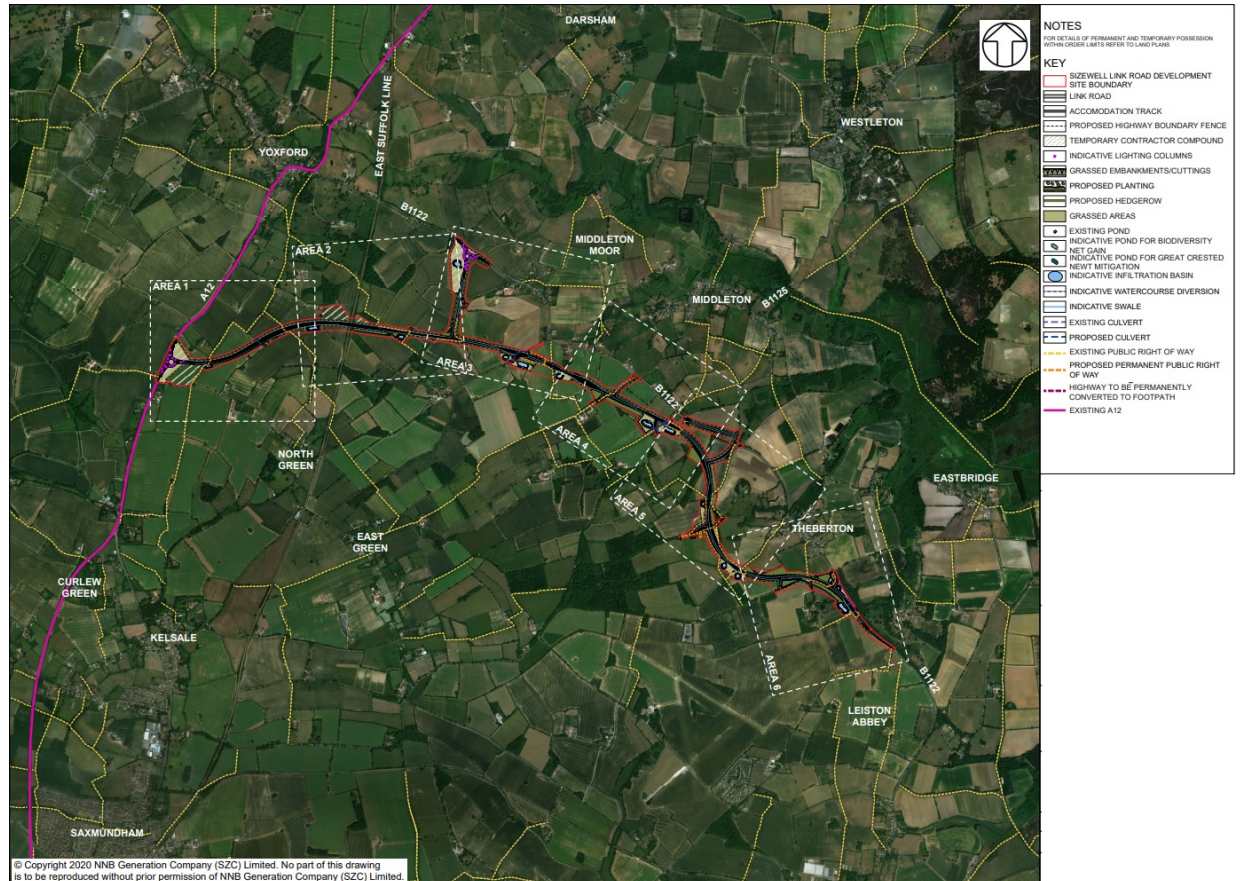 DARSHAM
EAST SUFFOLK LINE
WESTLETON
YOXFORD
B1122
AREA 2
MIDDLETON
MOOR
AREA 1
A12
MIDDLETON
B1125
AREA 3
B1122
AREA 4
NORTH
GREEN
AREA 5
EASTBRIDGE
EAST
GREEN
THEBERTON
CURLEW
GREEN
KELSALE
AREA 6
B1122
LEISTON
ABBEY
SAXMUNDHAM
© Copyright 2020 NNB Generation Company (SZC) Limited. No part of this drawing
is to be reproduced without prior permission of NNB Generation Company (SZC) Limited.
NOTES
FOR DETAILS OF PERMANENT AND TEMPORARY POSSESSION
WITHIN ORDER LIMITS REFER TO LAND PLANS
KEY
SIZEWELL LINK ROAD DEVELOPMENT
SITE BOUNDARY
LINK ROAD
ACCOMODATION TRACK
PROPOSED HIGHWAY BOUNDARY FENCE
TEMPORARY CONTRACTOR COMPOUND
INDICATIVE LIGHTING COLUMNS
GRASSED EMBANKMENTS/CUTTINGS
PROPOSED PLANTING
PROPOSED HEDGEROW
GRASSED AREAS
EXISTING POND
INDICATIVE POND FOR BIODIVERSITY
NET GAIN
INDICATIVE POND FOR GREAT CRESTED
NEWT MITIGATION
INDICATIVE INFILTRATION BASIN
INDICATIVE WATERCOURSE DIVERSION
INDICATIVE SWALE
EXISTING CULVERT
PROPOSED CULVERT
EXISTING PUBLIC RIGHT OF WAY
PROPOSED PERMANENT PUBLIC RIGHT
OF WAY
HIGHWAY TO BE PERMANENTLY
CONVERTED TO FOOTPATH
EXISTING A12